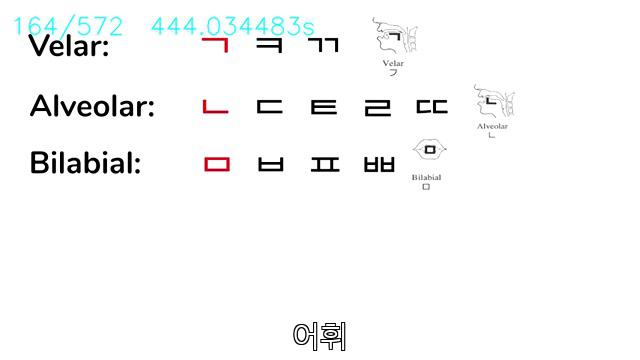 164/572 444.034483s
Velar: ㄱ ㅋ ㄲ
Velar
ㄱ
Alveolar: ㄴ ㄷ ㅌ ㄹ ㄸ
ㄴ
Alveolar
ㄴ
Bilabial: ㅁ ㅂ ㅍ ㅃ
ㅁ
Bilabial
ㅁ
어휘